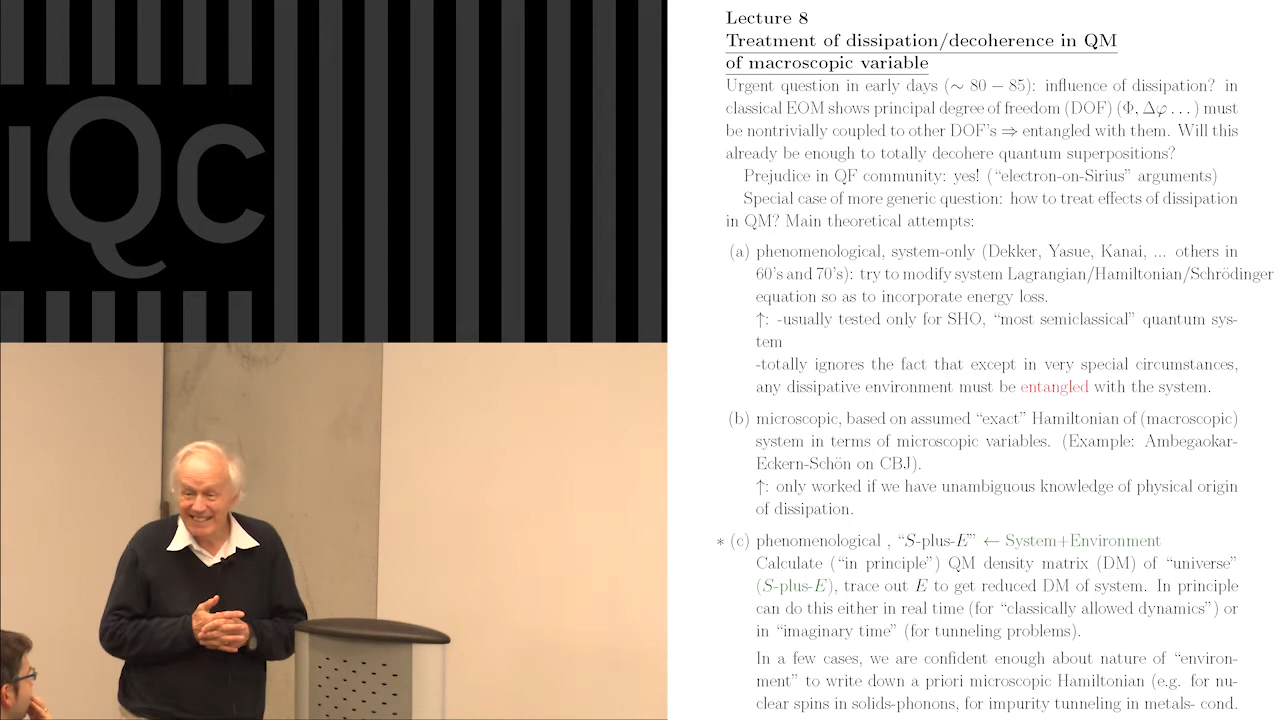 IQC
Lecture 8
Treatment of dissipation/decoherence in QM
of macroscopic variable
Urgent question in early days (∼ 80 − 85): influence of dissipation? in
classical EOM shows principal degree of freedom (DOF) (Φ, Δφ . . . ) must
be nontrivially coupled to other DOF's ⇒ entangled with them. Will this
already be enough to totally decohere quantum superpositions?
Prejudice in QF community: yes! ("electron-on-Sirius" arguments)
Special case of more generic question: how to treat effects of dissipation
in QM? Main theoretical attempts:
(a) phenomenological, system-only (Dekker, Yasue, Kanai, ... others in
60's and 70's): try to modify system Lagrangian/Hamiltonian/Schrödinger
equation so as to incorporate energy loss.
↑: -usually tested only for SHO, "most semiclassical" quantum sys-
tem
-totally ignores the fact that except in very special circumstances,
any dissipative environment must be entangled with the system.
(b) microscopic, based on assumed "exact" Hamiltonian of (macroscopic)
system in terms of microscopic variables. (Example: Ambegaokar-
Eckern-Schön on CBJ).
↑: only worked if we have unambiguous knowledge of physical origin
of dissipation.
∗ (c) phenomenological , "S-plus-E" ← System+Environment
Calculate ("in principle") QM density matrix (DM) of "universe"
(S-plus-E), trace out E to get reduced DM of system. In principle
can do this either in real time (for "classically allowed dynamics") or
in "imaginary time" (for tunneling problems).
In a few cases, we are confident enough about nature of "environ-
ment" to write down a priori microscopic Hamiltonian (e.g. for nu-
clear spins in solids-phonons, for impurity tunneling in metals- cond.